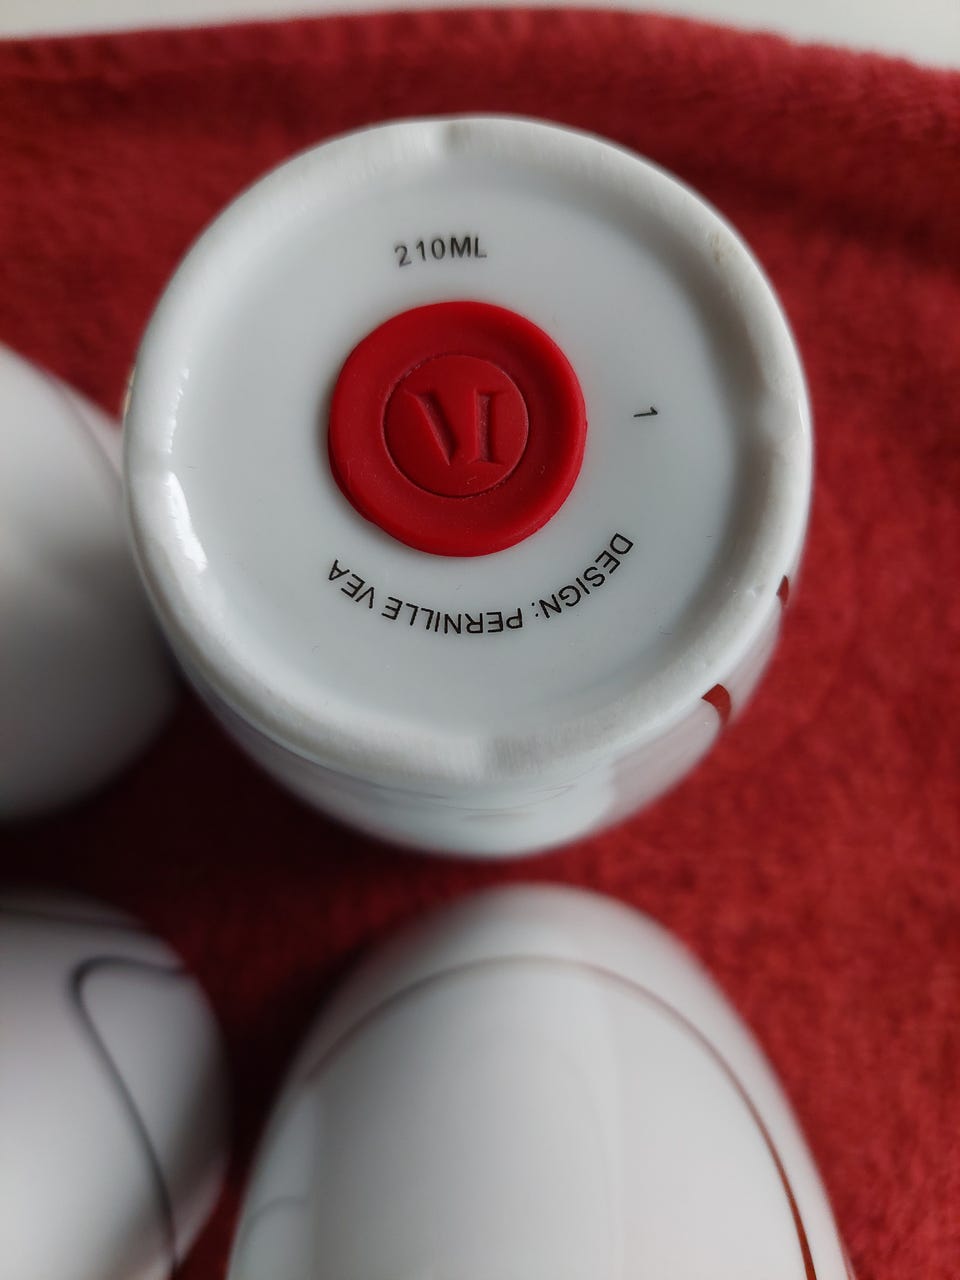 210ML
M
1
DESIGN: PERNILLE VEA